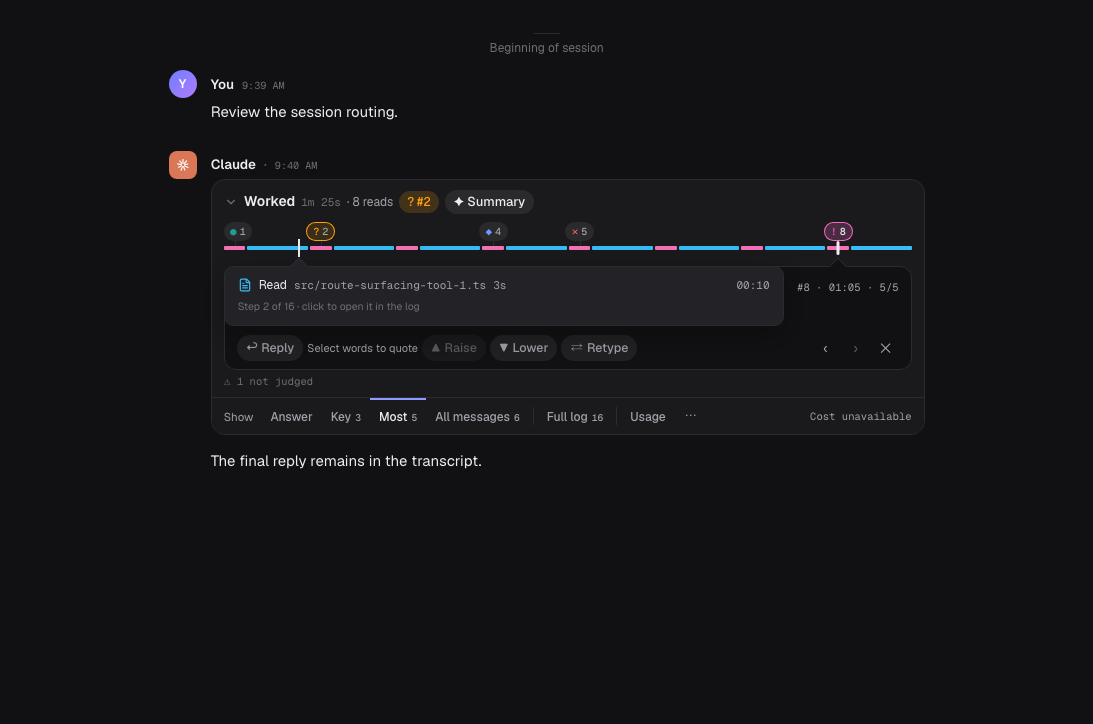 Beginning of session
Y You 9:39 AM
Review the session routing.
Claude · 9:40 AM
Worked 1m 25s · 8 reads ? #2 ✦ Summary
1 ? 2 ◆ 4 × 5 ! 8
Read src/route-surfacing-tool-1.ts 3s 00:10
#8 · 01:05 · 5/5
Step 2 of 16 · click to open it in the log
↩ Reply Select words to quote ▲ Raise ▼ Lower ⇄ Retype ‹ › ×
⚠ 1 not judged
Show Answer Key 3 Most 5 All messages 6 Full log 16 Usage ··· Cost unavailable
The final reply remains in the transcript.